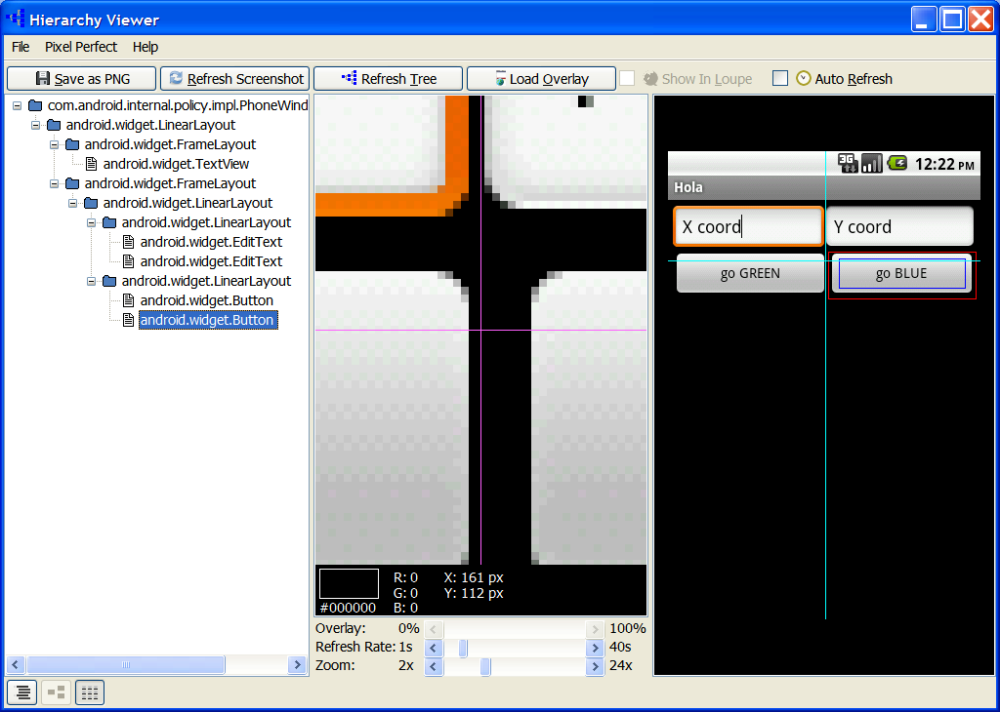 Hierarchy Viewer
File Pixel Perfect Help
Save as PNG Refresh Screenshot Refresh Tree Load Overlay Show In Loupe Auto Refresh
com.android.internal.policy.impl.PhoneWind
android.widget.LinearLayout
android.widget.FrameLayout
android.widget.TextView
android.widget.FrameLayout
android.widget.LinearLayout
android.widget.LinearLayout
android.widget.EditText
android.widget.EditText
android.widget.LinearLayout
android.widget.Button
android.widget.Button
R: 0 X: 161 px
G: 0 Y: 112 px
#000000 B: 0
Overlay: 0% 100%
Refresh Rate: 1s 40s
Zoom: 2x 24x
3G 12:22 PM
Hola
X coord Y coord
go GREEN go BLUE